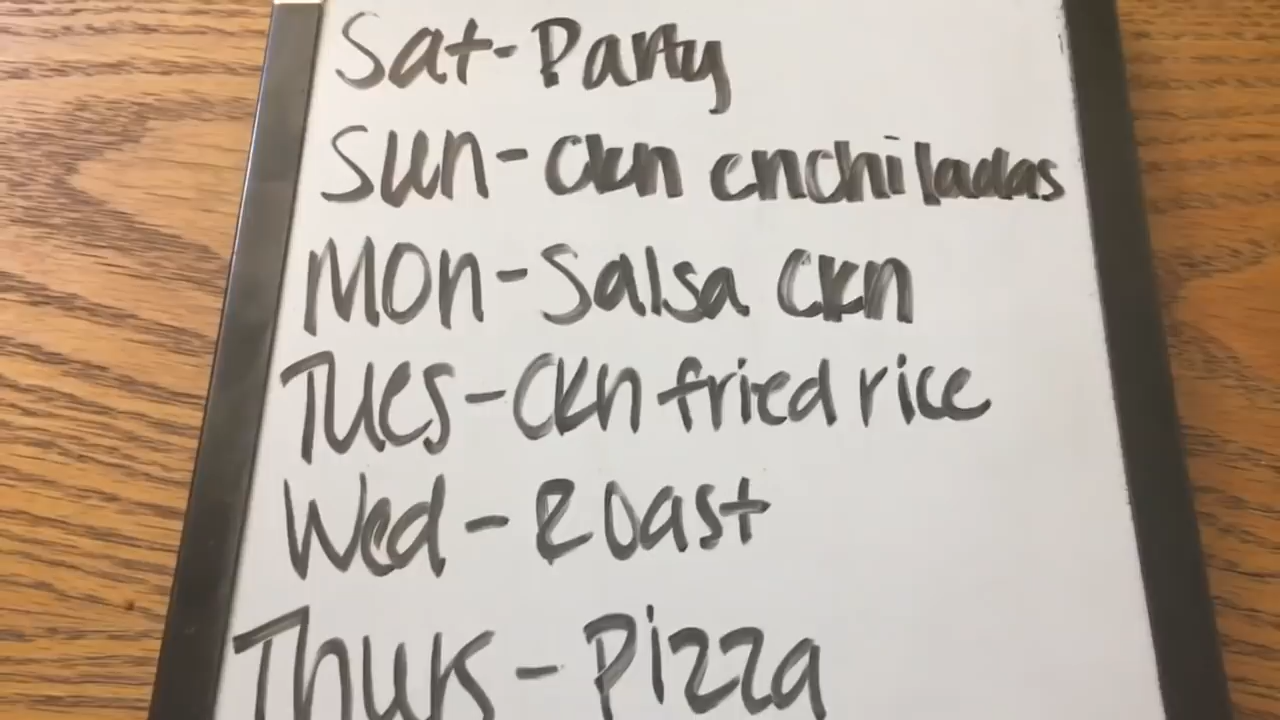 Sat-Party
Sun-Ckn enchiladas
Mon-Salsa Ckn
Tues-Ckn fried rice
Wed-Roast
Thurs-Pizza